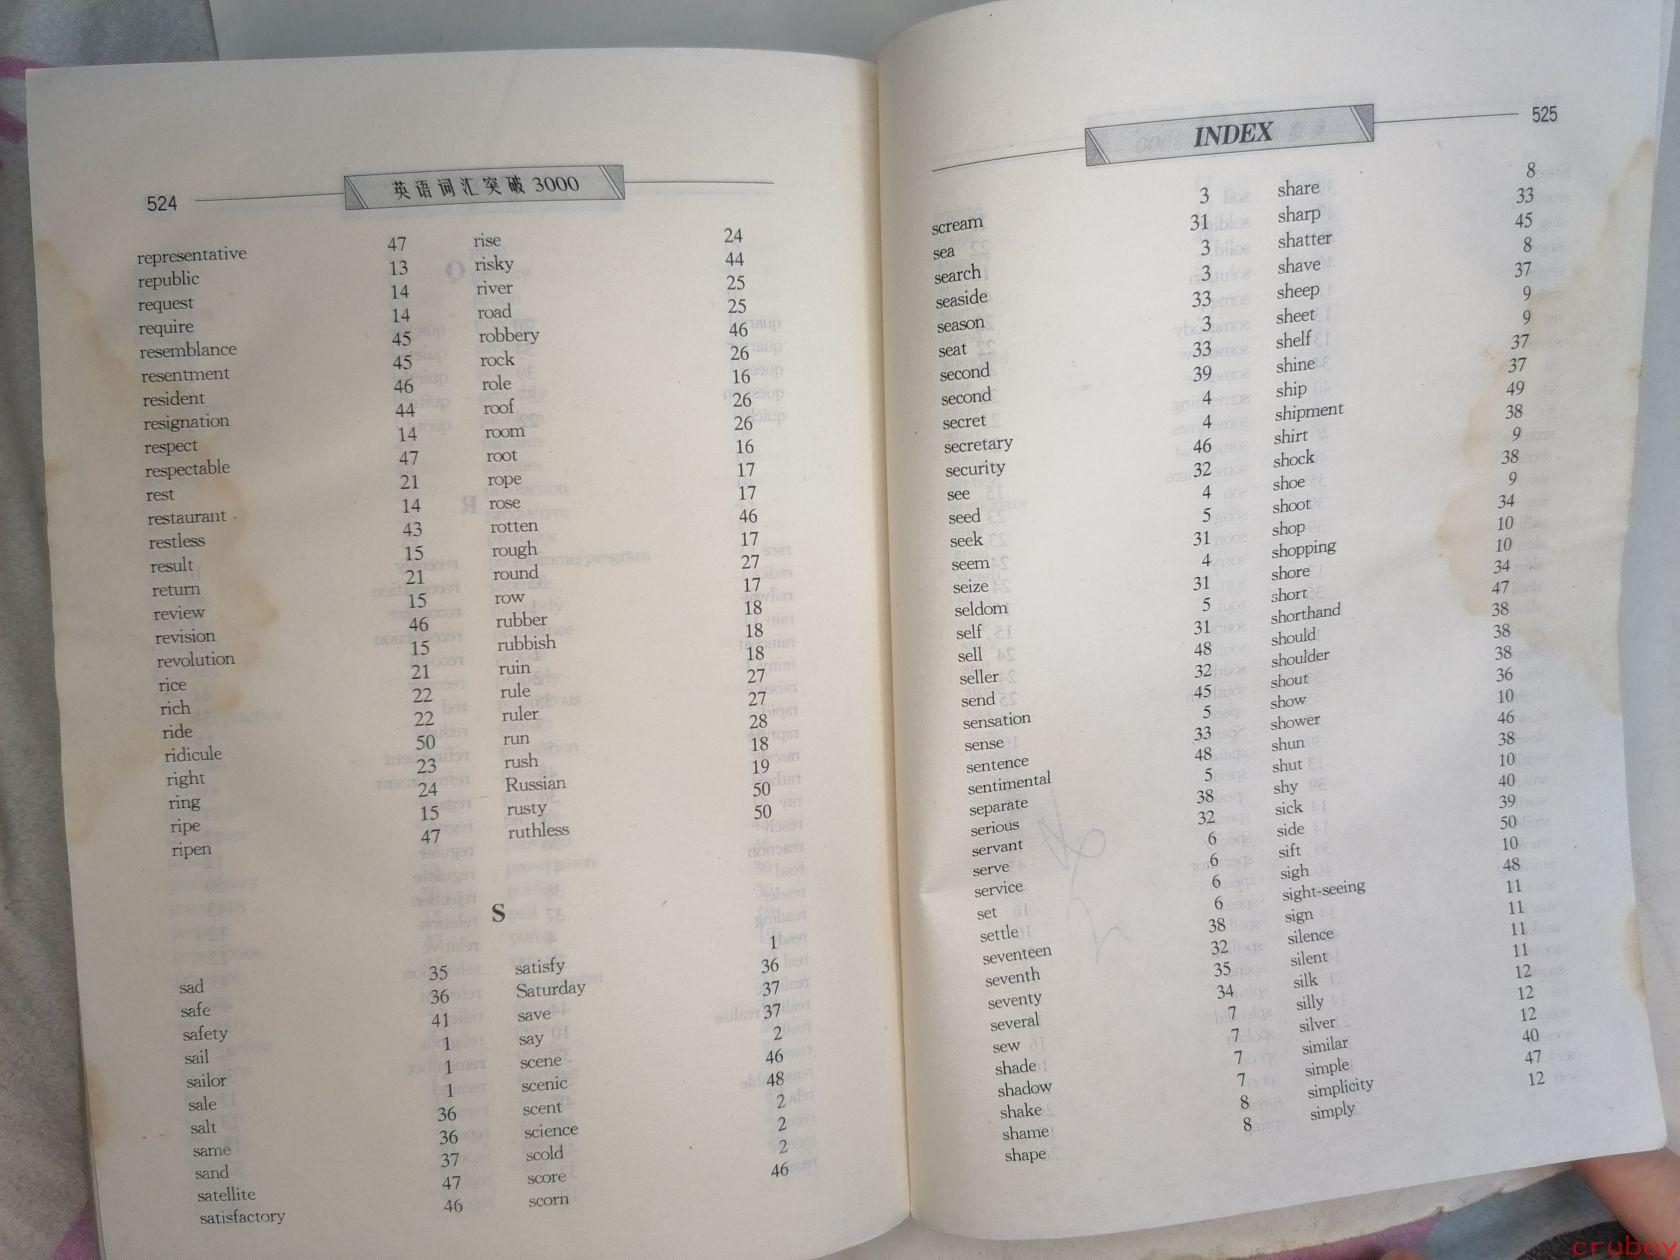 524 英语词汇突破3000
representative 47 rise 24
republic 13 risky 44
request 14 river 25
require 14 road 25
resemblance 45 robbery 46
resentment 45 rock 26
resident 46 role 16
resignation 44 roof 26
respect 14 room 26
respectable 47 root 16
rest 21 rope 17
restaurant 14 rose 17
restless 43 rotten 46
result 15 rough 17
return 21 round 27
review 15 row 17
revision 46 rubber 18
revolution 15 rubbish 18
rice 21 ruin 18
rich 22 rule 27
ride 22 ruler 27
ridicule 50 run 28
right 23 rush 18
ring 24 Russian 19
ripe 15 rusty 50
ripen 47 ruthless 50
S
sad 35 satisfy 1
safe 36 Saturday 36
safety 41 save 37
sail 1 say 37
sailor 1 scene 2
sale 1 scenic 46
salt 36 scent 48
same 36 science 2
sand 37 scold 2
satellite 47 score 2
satisfactory 46 scorn 46
INDEX 525
scream 3 share 8
sea 31 sharp 33
search 3 shatter 45
seaside 3 shave 8
season 33 sheep 37
seat 3 sheet 9
second 33 shelf 9
second 39 shine 37
secret 4 ship 37
secretary 4 shipment 49
security 46 shirt 38
see 32 shock 9
seed 4 shoe 38
seek 5 shoot 9
seem 31 shop 34
seize 4 shopping 10
seldom 31 shore 10
self 5 short 34
sell 31 shorthand 47
seller 48 should 38
send 32 shoulder 38
sensation 45 shout 38
sense 5 show 36
sentence 33 shower 10
sentimental 48 shun 46
separate 5 shut 38
serious 38 shy 10
servant 32 sick 40
serve 6 side 39
service 6 sift 50
set 6 sigh 10
settle 6 sight-seeing 48
seventeen 38 sign 11
seventh 32 silence 11
seventy 35 silent 11
several 34 silk 11
sew 7 silly 12
shade 7 silver 12
shadow 7 similar 12
shake 7 simple 40
shame 8 simplicity 47
shape 8 simply 12
cruboy